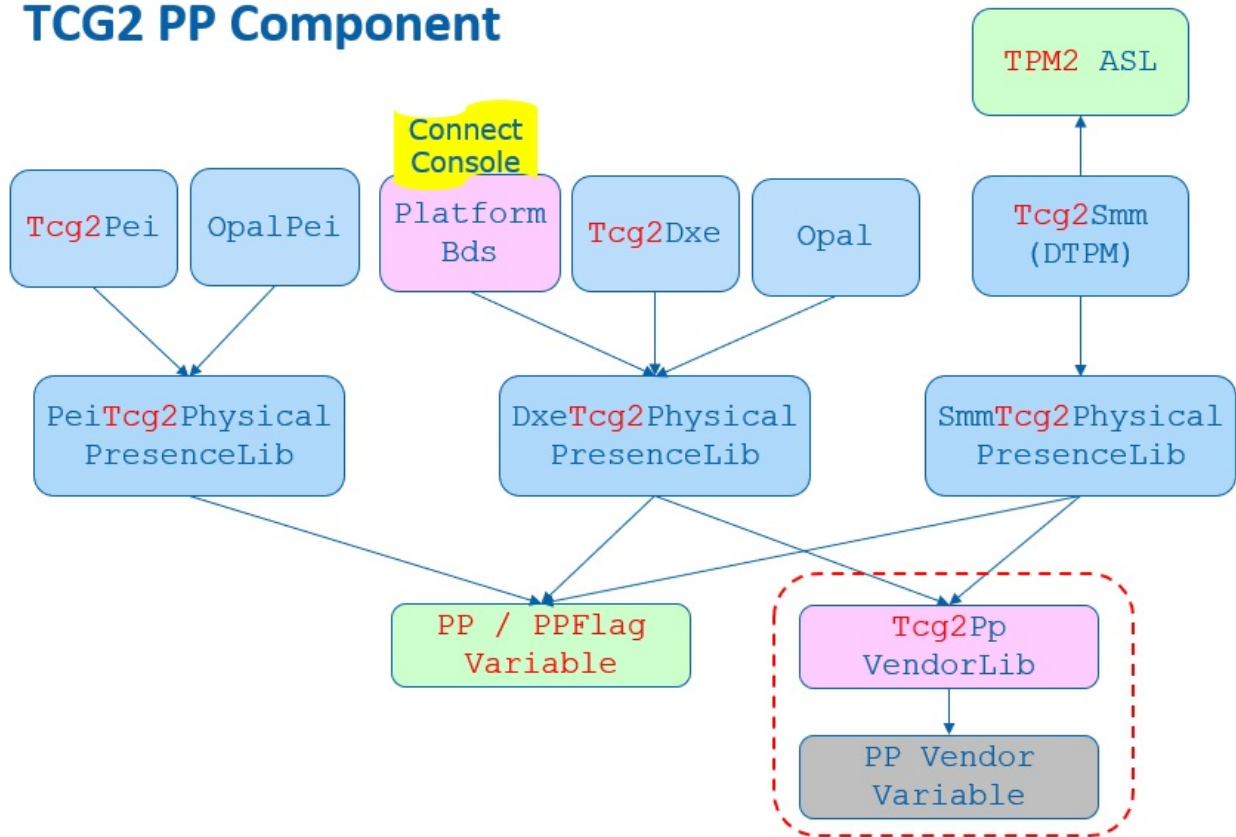 TCG2 PP Component
TPM2 ASL
Connect
Console
Tcg2Pei
OpalPei
Platform
Bds
Tcg2Dxe
Opal
Tcg2Smm
(DTPM)
PeiTcg2Physical
PresenceLib
DxeTcg2Physical
PresenceLib
SmmTcg2Physical
PresenceLib
PP / PPFlag
Variable
Tcg2Pp
VendorLib
PP Vendor
Variable